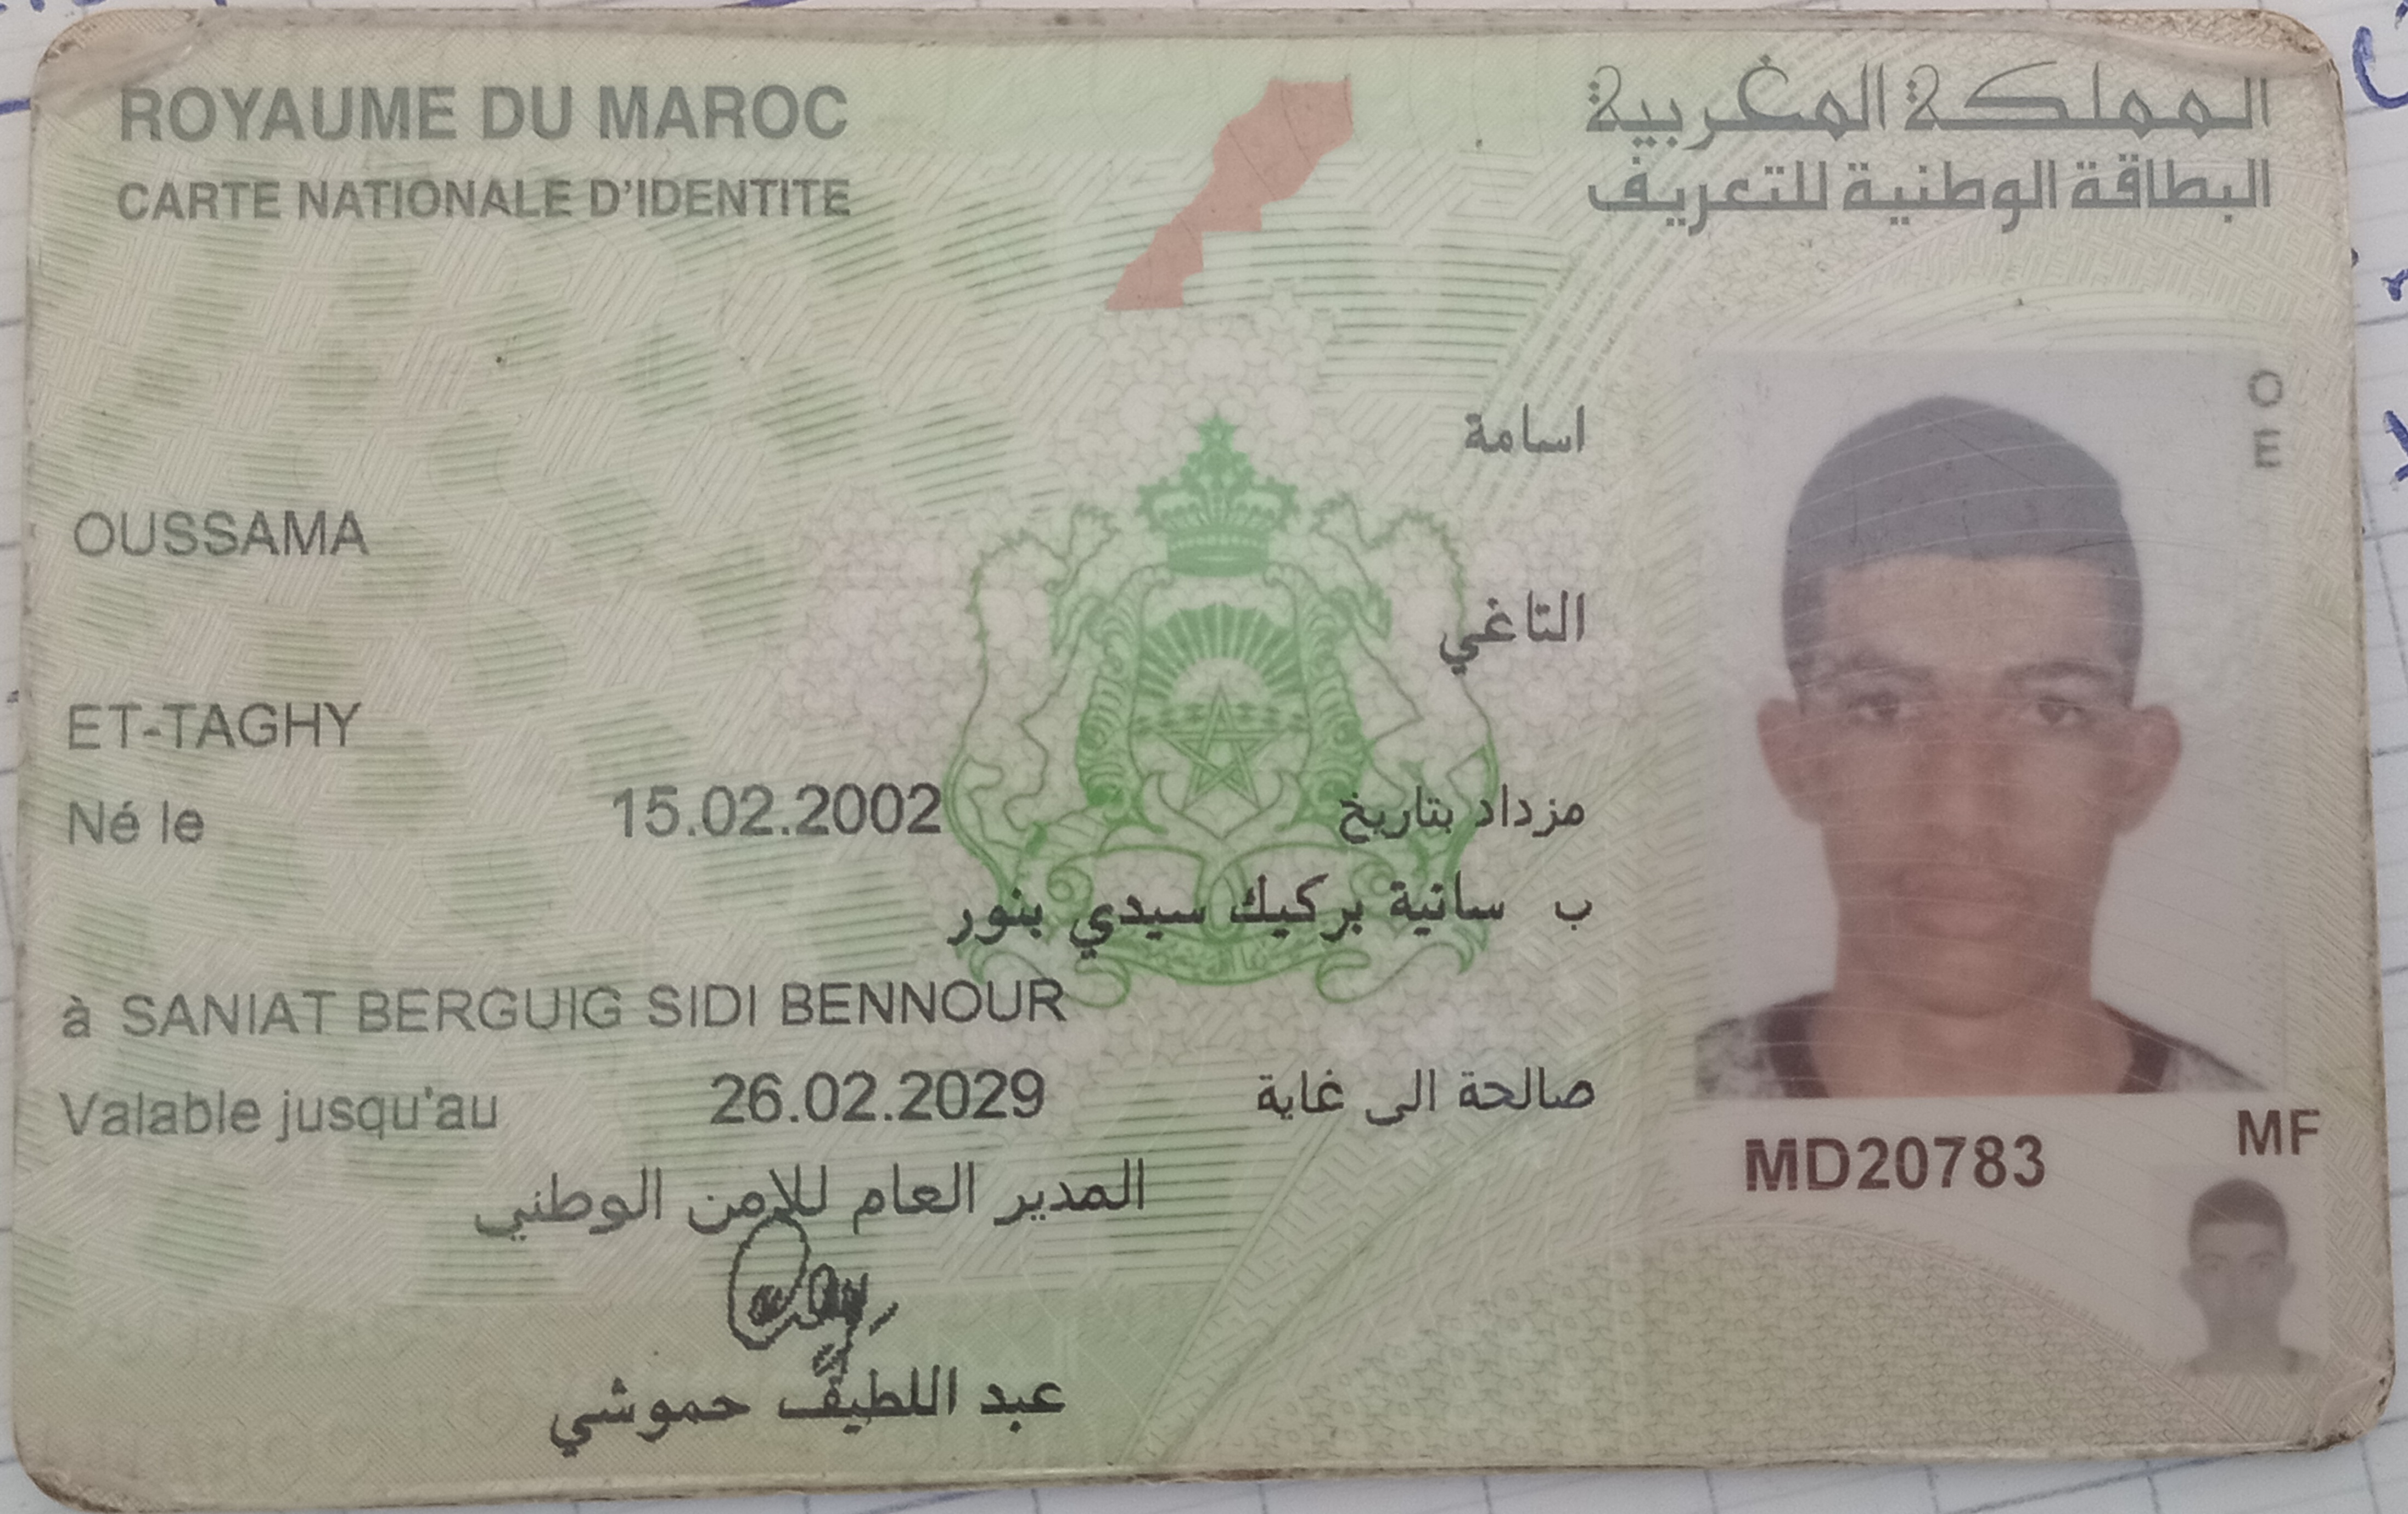 ROYAUME DU MAROC
المملكة المغربية
CARTE NATIONALE D'IDENTITE
البطاقة الوطنية للتعريف
O
E
اسامة
OUSSAMA
التاغي
ET-TAGHY
Né le 15.02.2002 مزداد بتاريخ
ب سانية بركيك سيدي بنور
à SANIAT BERGUIG SIDI BENNOUR
Valable jusqu'au 26.02.2029 صالحة الى غاية
MF
MD20783
المدير العام للامن الوطني
عبد اللطيف حموشي